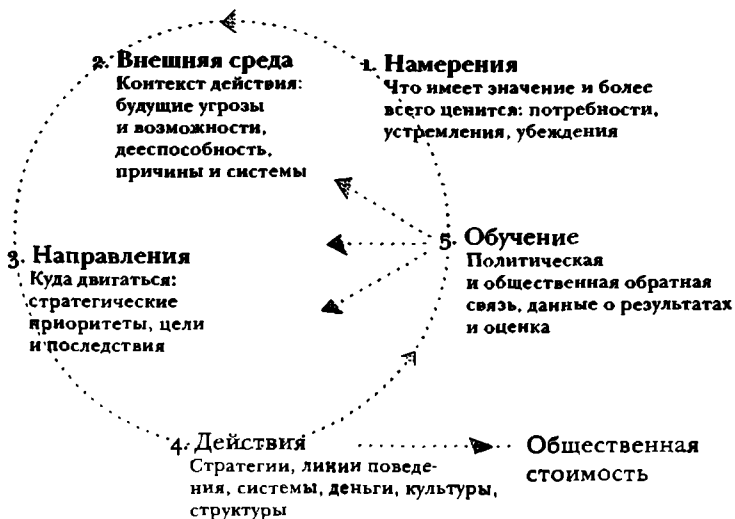 1. Намерения
Что имеет значение и более
всего ценится: потребности,
устремления, убеждения
2. Внешняя среда
Контекст действия:
будущие угрозы
и возможности,
дееспособность,
причины и системы
3. Направления
Куда двигаться:
стратегические
приоритеты, цели
и последствия
4. Действия
Стратегии, линии поведе-
ния, системы, деньги, культуры,
структуры
5. Обучение
Политическая
и общественная обратная
связь, данные о результатах
и оценка
Общественная
стоимость